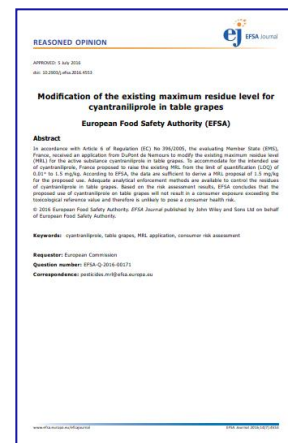 ej EFSA Journal
REASONED OPINION
APPROVED: 5 July 2016
doi: 10.2903/j.efsa.2016.4553
Modification of the existing maximum residue level for
cyantraniliprole in table grapes
European Food Safety Authority (EFSA)
Abstract
In accordance with Article 6 of Regulation (EC) No 396/2005, the evaluating Member State (EMS),
France, received an application from DuPont de Nemours to modify the existing maximum residue level
(MRL) for the active substance cyantraniliprole in table grapes. To accommodate for the intended use
of cyantraniliprole, France proposed to raise the existing MRL from the limit of quantification (LOQ) of
0.01* to 1.5 mg/kg. According to EFSA, the data are sufficient to derive a MRL proposal of 1.5 mg/kg
for the proposed use. Adequate analytical enforcement methods are available to control the residues
of cyantraniliprole in table grapes. Based on the risk assessment results, EFSA concludes that the
proposed use of cyantraniliprole on table grapes will not result in a consumer exposure exceeding the
toxicological reference value and therefore is unlikely to pose a consumer health risk.
© 2016 European Food Safety Authority. EFSA Journal published by John Wiley and Sons Ltd on behalf
of European Food Safety Authority.
Keywords: cyantraniliprole, table grapes, MRL application, consumer risk assessment
Requestor: European Commission
Question number: EFSA-Q-2016-00171
Correspondence: pesticides.mrl@efsa.europa.eu
www.efsa.europa.eu/efsajournal